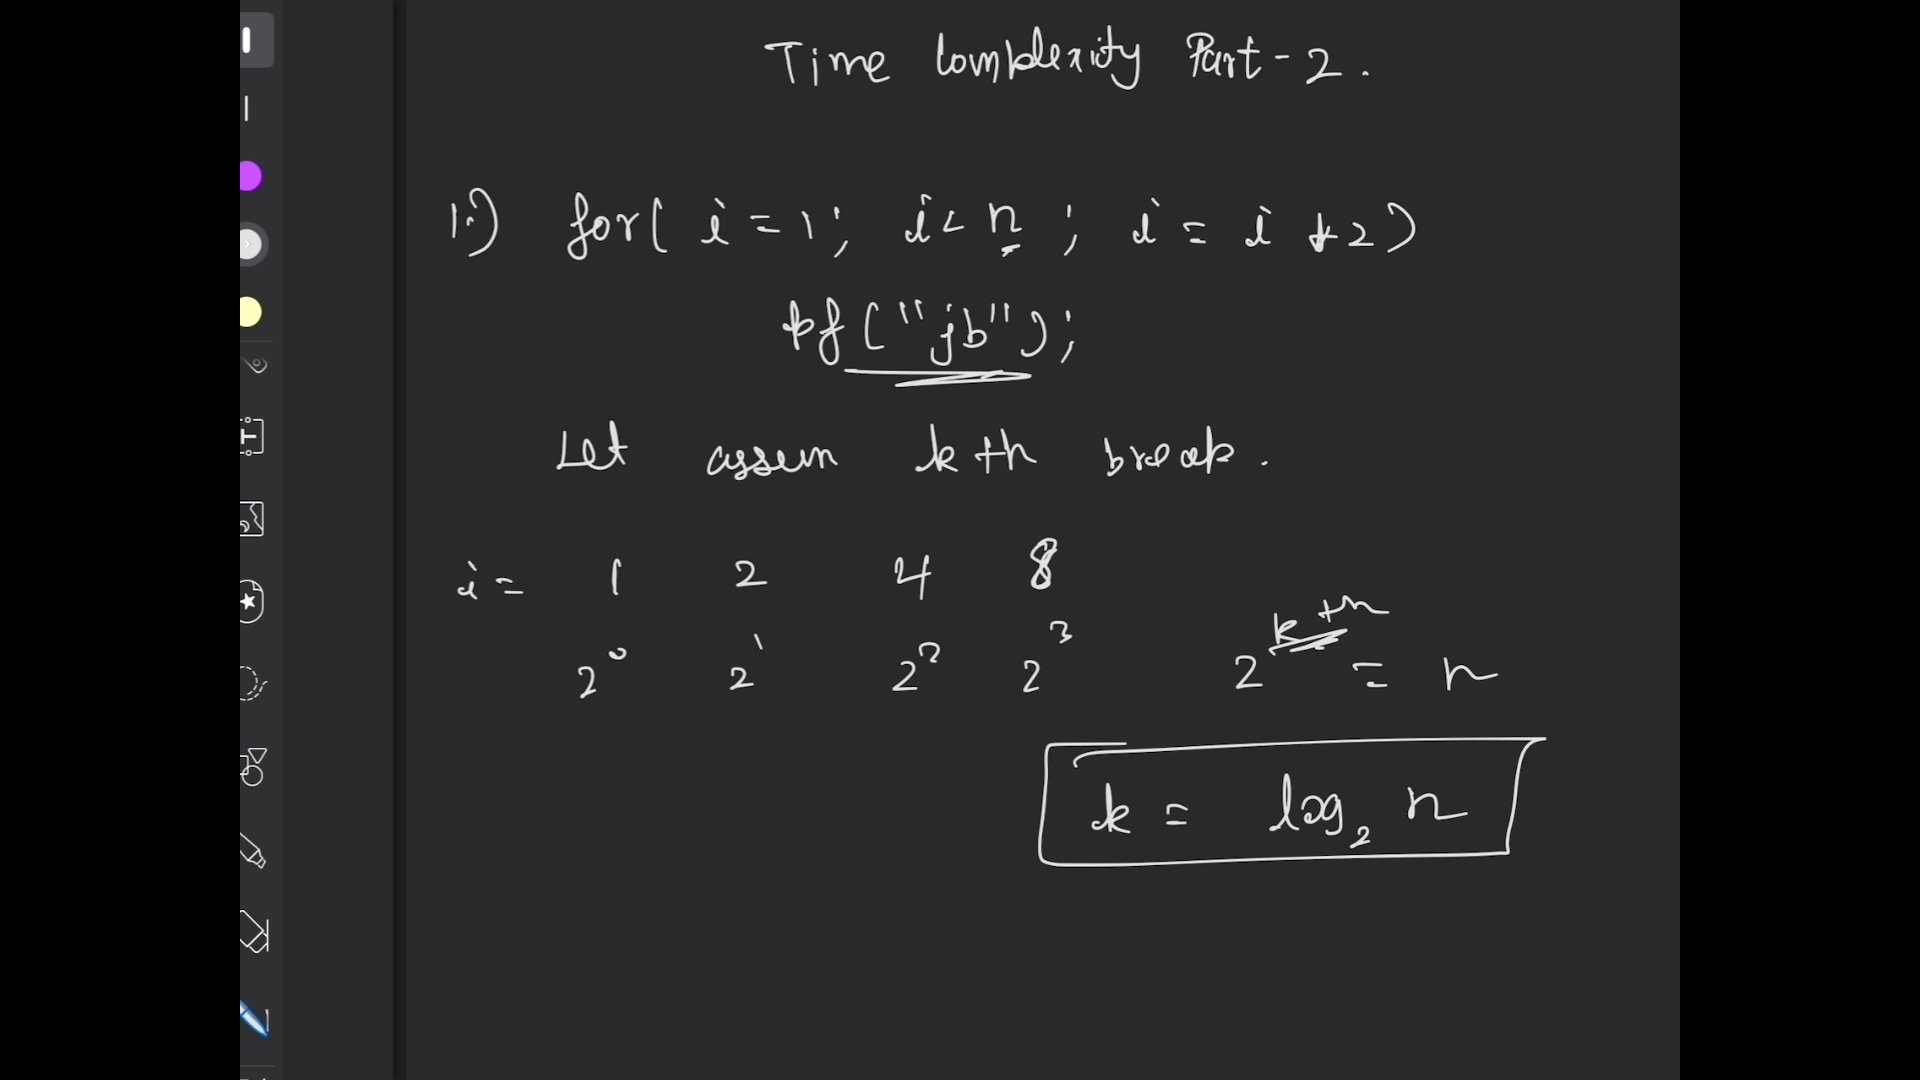 Time Complexity Part-2.
1.) for( i = 1; i < n ; i = i * 2)
pf("jb");
Let assum kth break.
i = 1 2 4 8
2^0 2^1 2^2 2^3 2^kth = n
k = log_2 n